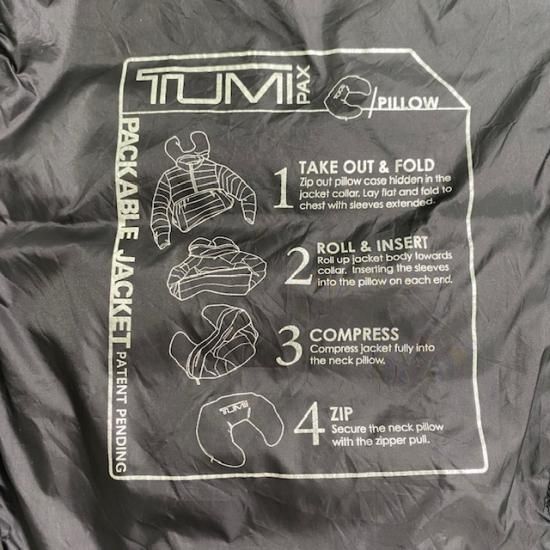 TUMI PAX
/PILLOW
PACKABLE JACKET PATENT PENDING
1 TAKE OUT & FOLD
Zip out pillow case hidden in the
jacket collar. Lay flat and fold to
chest with sleeves extended.
2 ROLL & INSERT
Roll up jacket body towards
collar. Inserting the sleeves
into the pillow on each end.
3 COMPRESS
Compress jacket fully into
the neck pillow.
TUMI
4 ZIP
Secure the neck pillow
with the zipper pull.